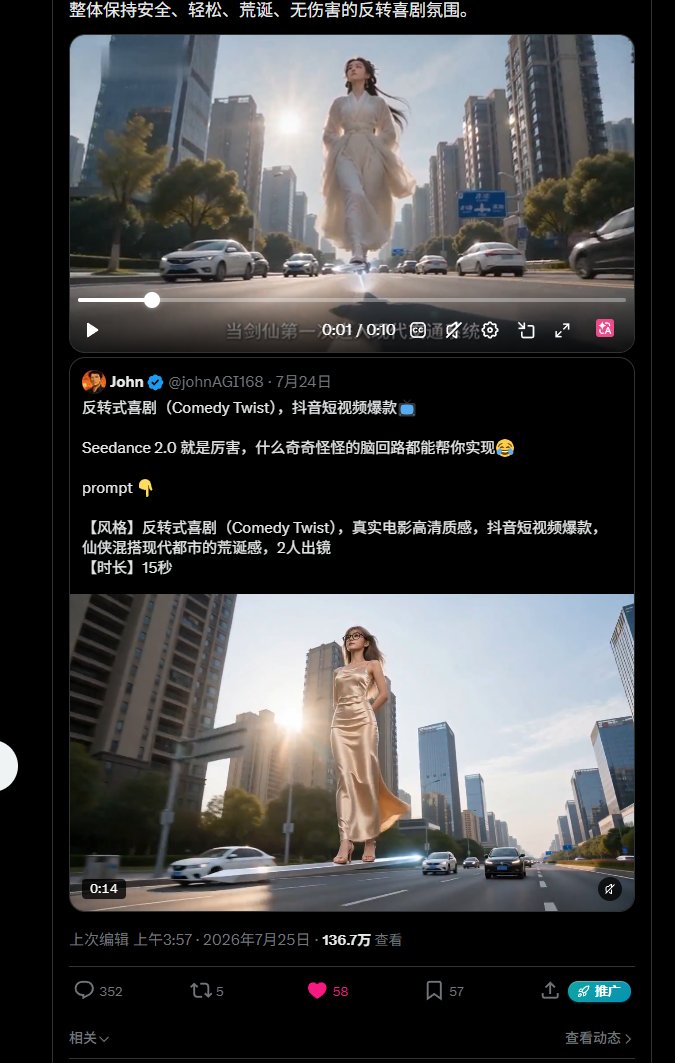 整体保持安全、轻松、荒诞、无伤害的反转喜剧氛围。
0:01 / 0:10
CC
当剑仙第一次
John @johnAGI168 · 7月24日
反转式喜剧（Comedy Twist），抖音短视频爆款📺
Seedance 2.0 就是厉害，什么奇奇怪怪的脑回路都能帮你实现😂
prompt 👇
【风格】反转式喜剧（Comedy Twist），真实电影高清质感，抖音短视频爆款，
仙侠混搭现代都市的荒诞感，2人出镜
【时长】15秒
0:14
上次编辑 上午3:57 · 2026年7月25日 · 136.7万 查看
352 5 58 57 推广
相关 查看动态